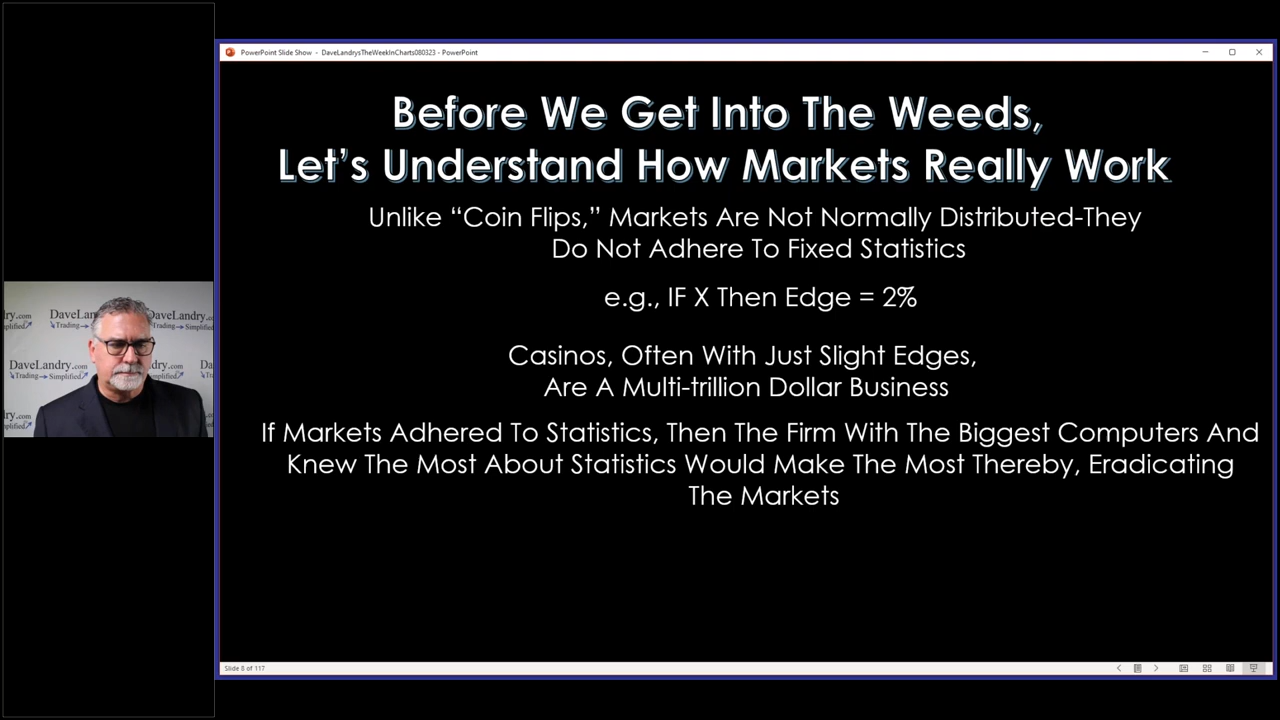 PowerPoint Slide Show - DaveLandrysTheWeekInCharts080323 - PowerPoint
Before We Get Into The Weeds,
Let’s Understand How Markets Really Work
Unlike “Coin Flips,” Markets Are Not Normally Distributed-They
Do Not Adhere To Fixed Statistics
e.g., IF X Then Edge = 2%
Casinos, Often With Just Slight Edges,
Are A Multi-trillion Dollar Business
If Markets Adhered To Statistics, Then The Firm With The Biggest Computers And
Knew The Most About Statistics Would Make The Most Thereby, Eradicating
The Markets
DaveLandry.com
Trading Simplified
Slide 8 of 117